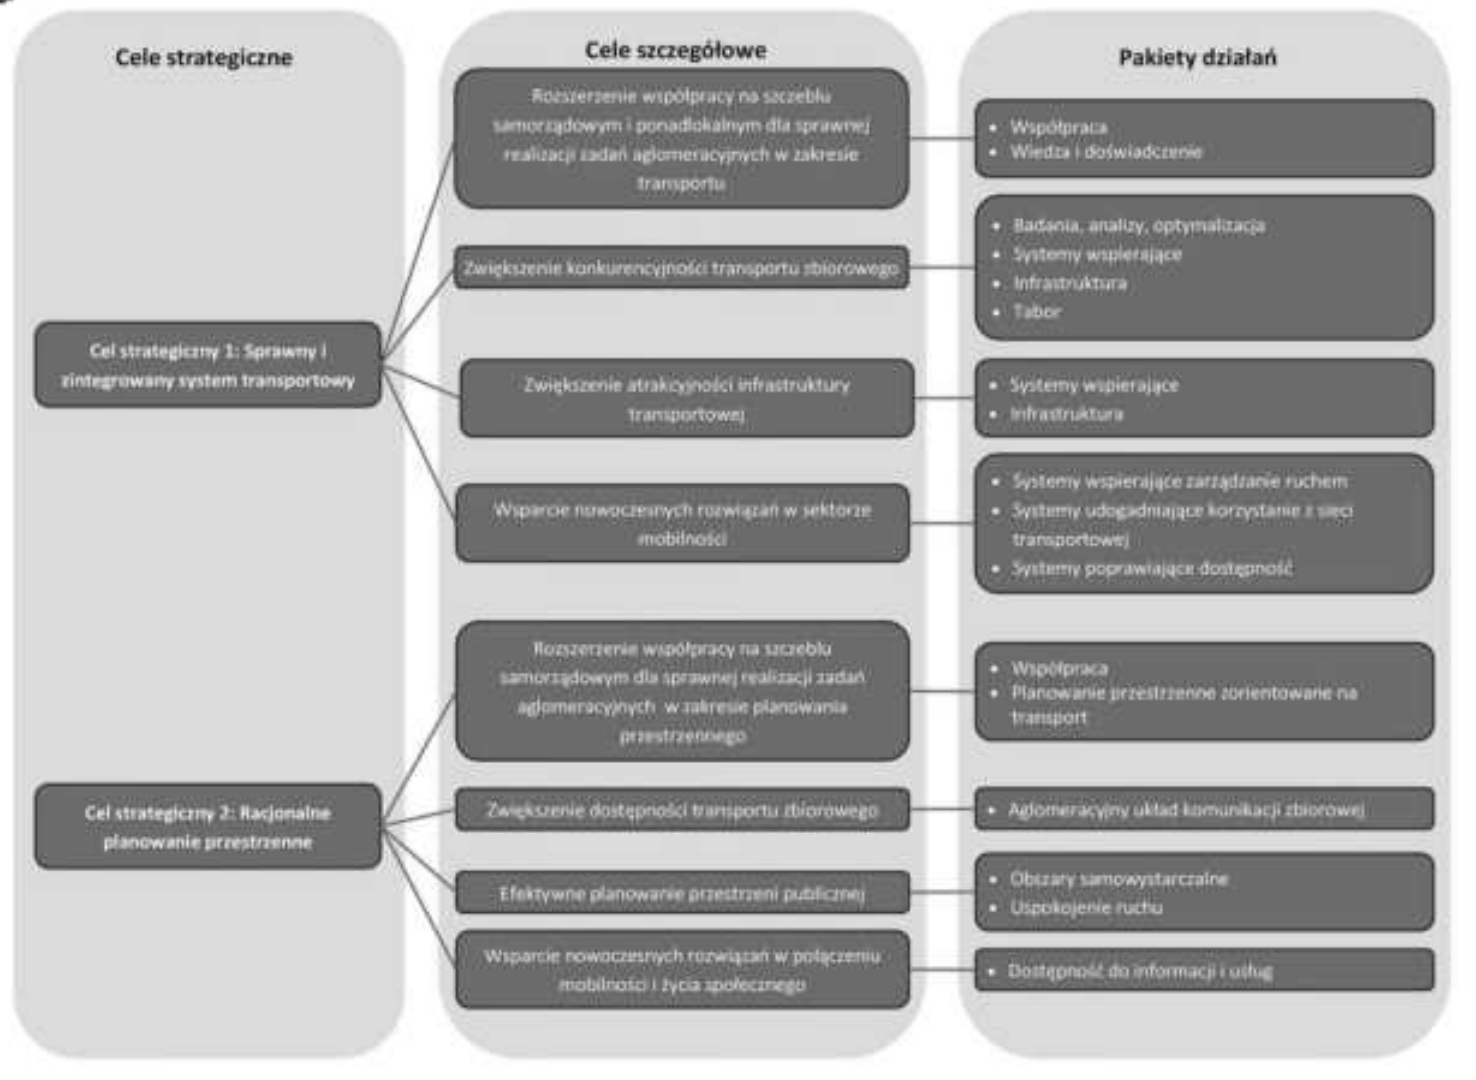 Cele strategiczne
Cel strategiczny 1: Sprawny i
zintegrowany system transportowy
Cel strategiczny 2: Racjonalne
planowanie przestrzenne
Cele szczegółowe
Rozszerzenie współpracy na szczeblu
samorządowym i ponadlokalnym dla sprawnej
realizacji zadań aglomeracyjnych w zakresie
transportu
Zwiększenie konkurencyjności transportu zbiorowego
Zwiększenie atrakcyjności infrastruktury
transportowej
Wsparcie nowoczesnych rozwiązań w sektorze
mobilności
Rozszerzenie współpracy na szczeblu
samorządowym dla sprawnej realizacji zadań
aglomeracyjnych w zakresie planowania
przestrzennego
Zwiększenie dostępności transportu zbiorowego
Efektywne planowanie przestrzeni publicznej
Wsparcie nowoczesnych rozwiązań w połączeniu
mobilności i życia społecznego
Pakiety działań
• Współpraca
• Wiedza i doświadczenie
• Badania, analizy, optymalizacja
• Systemy wspierające
• Infrastruktura
• Tabor
• Systemy wspierające
• Infrastruktura
• Systemy wspierające zarządzanie ruchem
• Systemy udogadniające korzystanie z sieci
transportowej
• Systemy poprawiające dostępność
• Współpraca
• Planowanie przestrzenne zorientowane na
transport
• Aglomeracyjny układ komunikacji zbiorowej
• Obszary samowystarczalne
• Uspokojenie ruchu
• Dostępność do informacji i usług